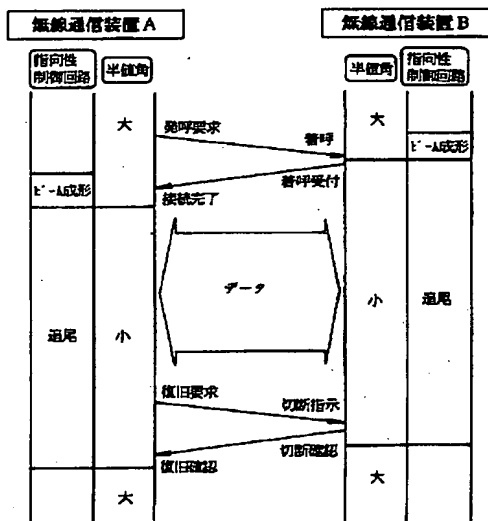 無線通信装置A
無線通信装置B
指向性
制御回路
半値角
半値角
指向性
制御回路
大
大
発呼要求
着呼
ビーム成形
ビーム成形
着呼受付
接続完了
データ
追尾
小
小
追尾
復旧要求
切断指示
切断確認
復旧確認
大
大